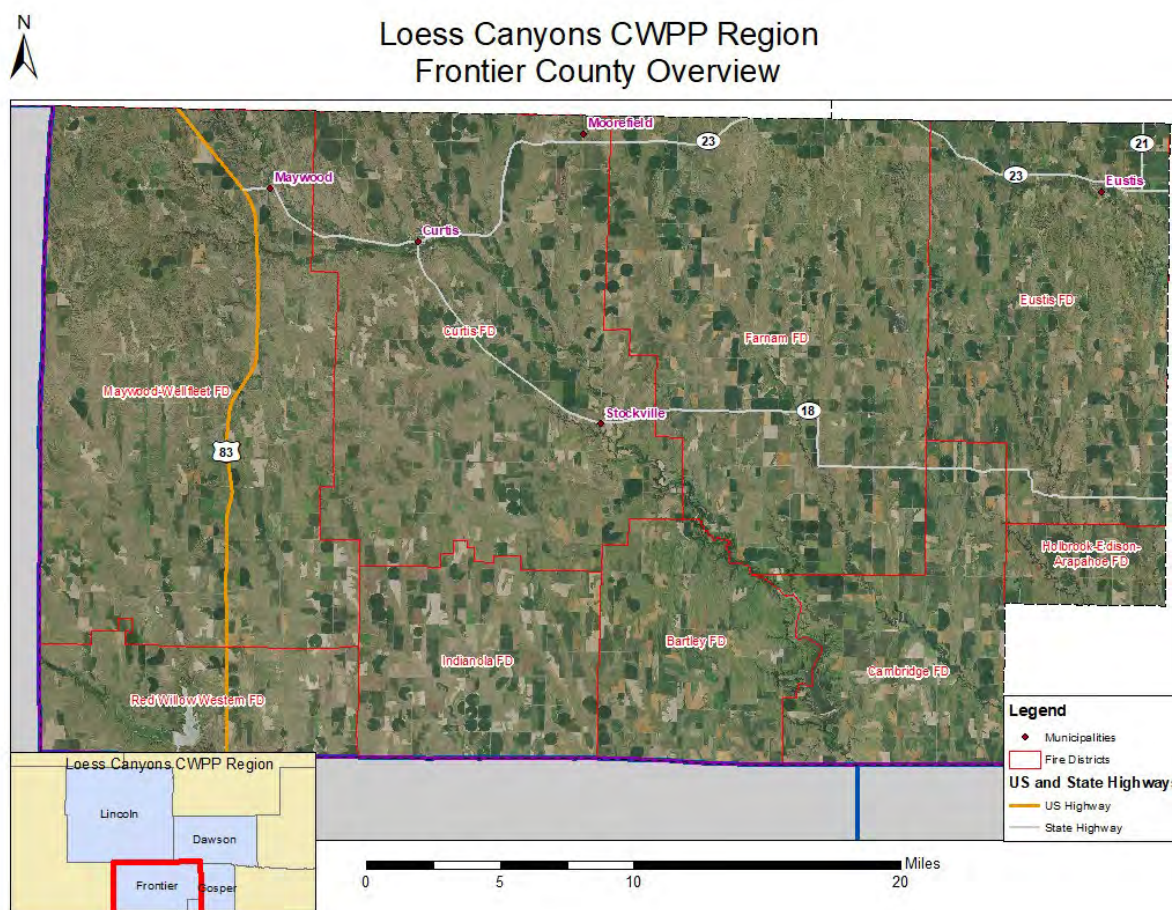 N
Loess Canyons CWPP Region
Frontier County Overview
Moorefield
23
21
Maywood
23
Eustis
Curtis
Eustis FD
Curtis FD
Farnam FD
Maywood-Wellfleet FD
Stockville
18
83
Holbrook-Edison-
Arapahoe FD
Bartley FD
Indianola FD
Cambridge FD
Red Willow Western FD
Legend
Municipalities
Fire Districts
US and State Highways
US Highway
State Highway
Loess Canyons CWPP Region
Lincoln
Dawson
Frontier
Gosper
Miles
0
5
10
20